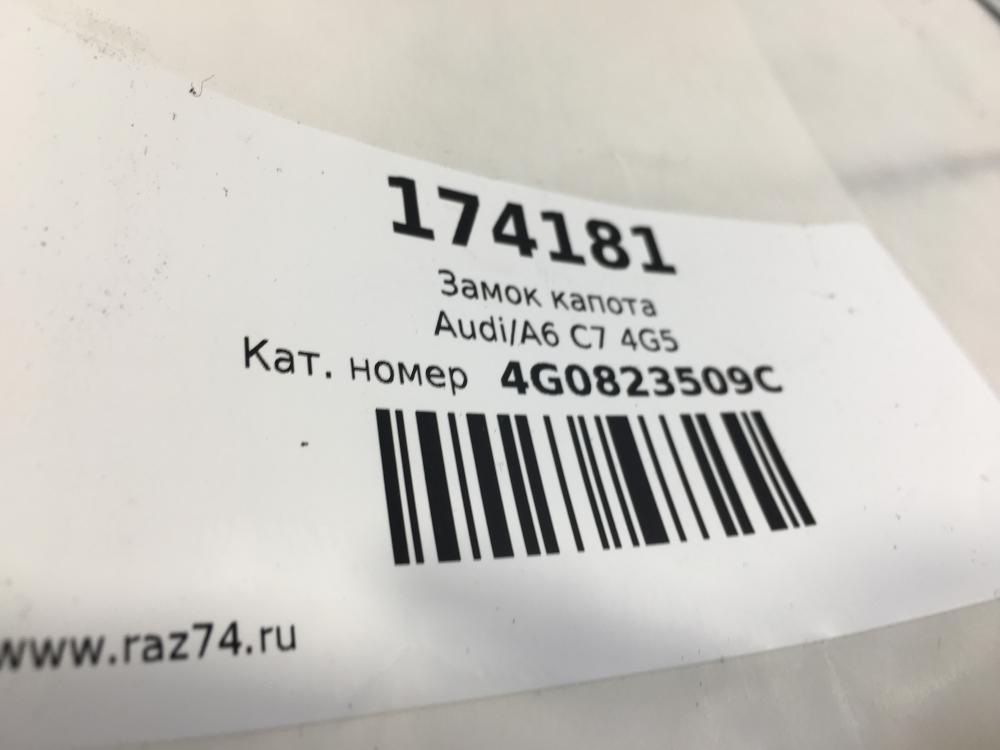 174181
Замок капота
Audi/A6 C7 4G5
Кат. номер 4G0823509C
www.raz74.ru